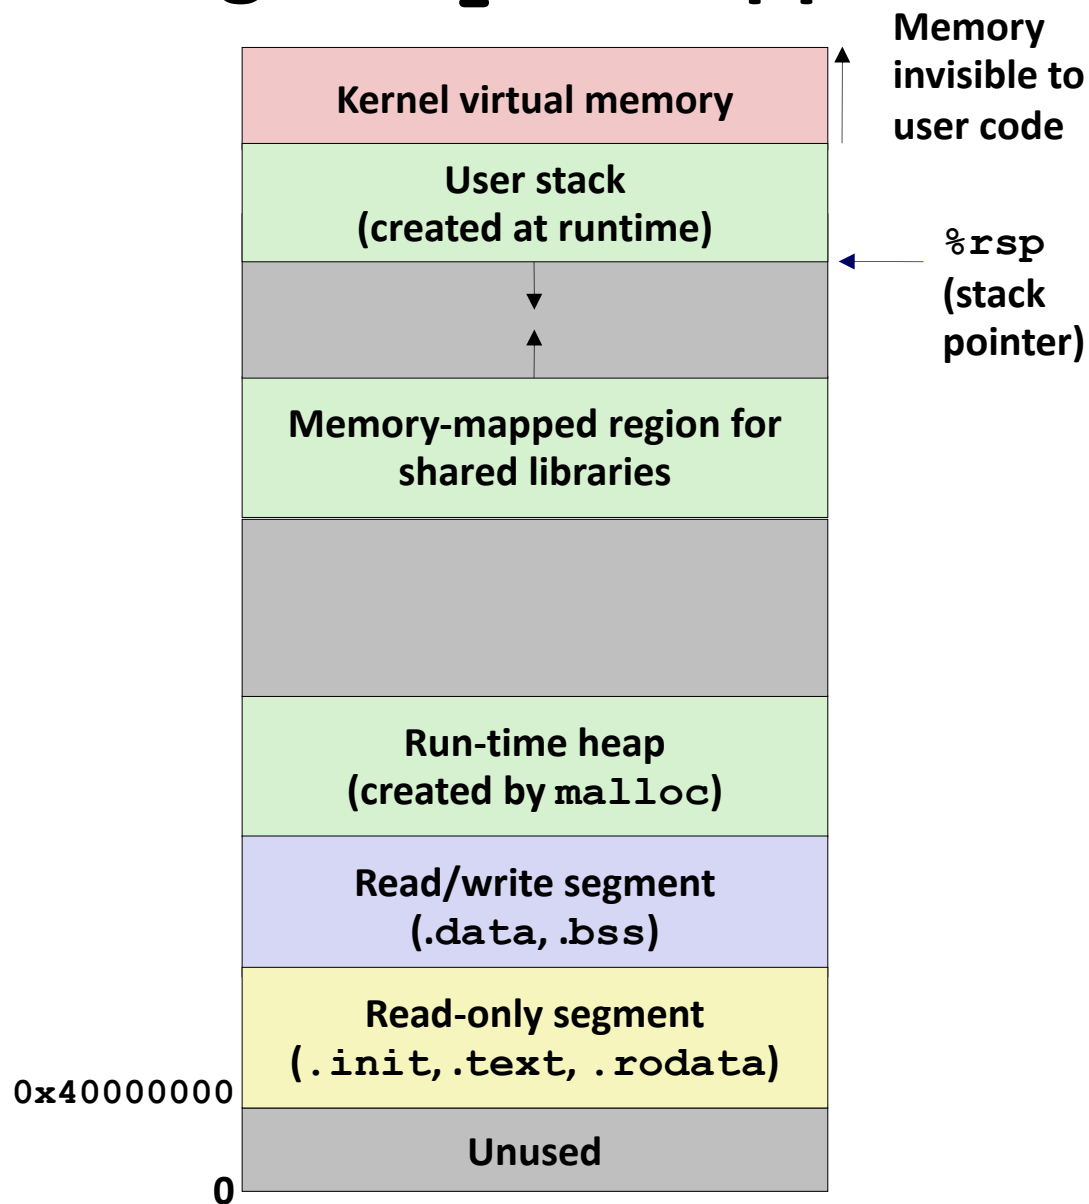 Memory
invisible to
user code
Kernel virtual memory
User stack
(created at runtime)
%rsp
(stack
pointer)
Memory-mapped region for
shared libraries
Run-time heap
(created by malloc)
Read/write segment
(.data, .bss)
Read-only segment
(.init, .text, .rodata)
0x40000000
Unused
0